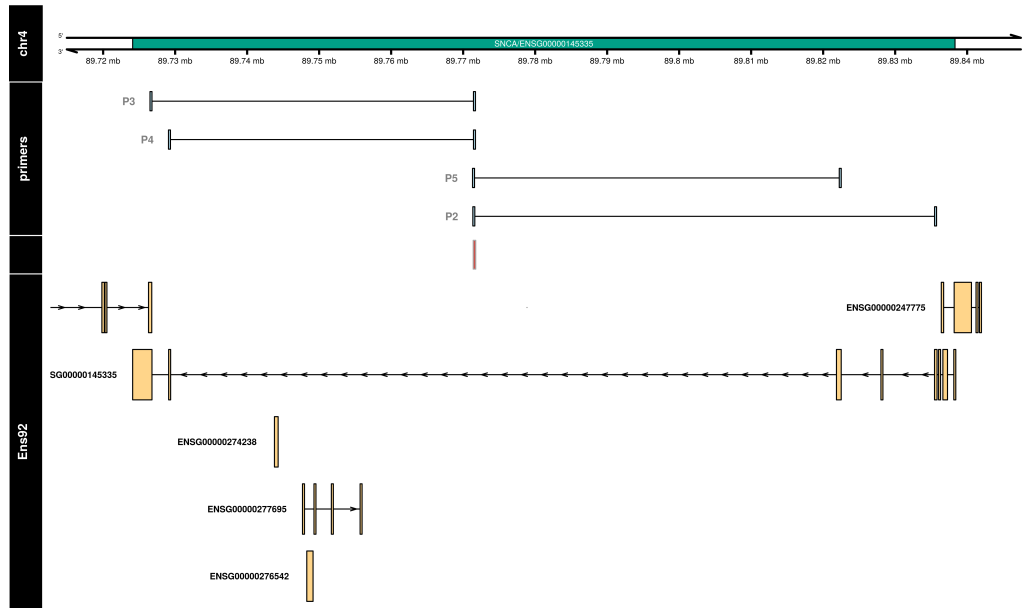 chr4
5'
3'
SNCA/ENSG00000145335
89.72 mb 89.73 mb 89.74 mb 89.75 mb 89.76 mb 89.77 mb 89.78 mb 89.79 mb 89.8 mb 89.81 mb 89.82 mb 89.83 mb 89.84 mb
primers
P3
P4
P5
P2
Ens92
ENSG00000247775
SG00000145335
ENSG00000274238
ENSG00000277695
ENSG00000276542